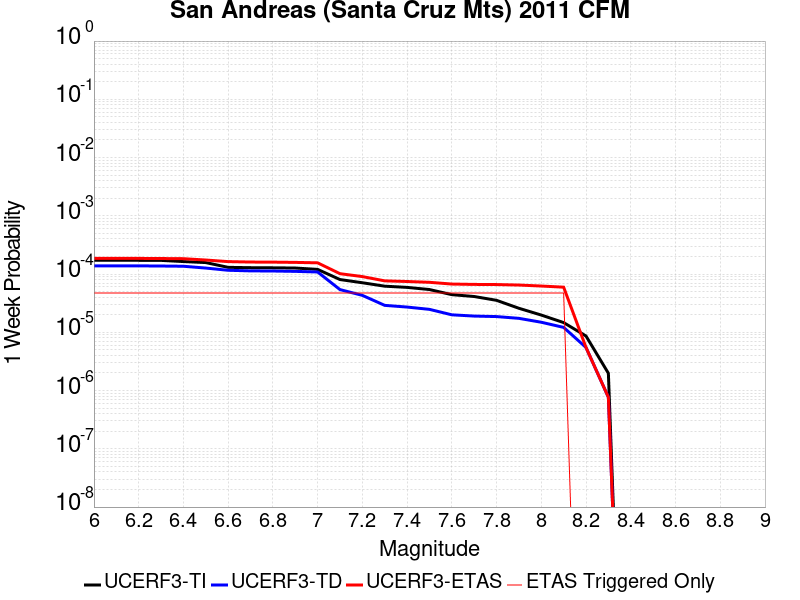 San Andreas (Santa Cruz Mts) 2011 CFM
10 0
10 -1
10 -2
10 -3
10 -4
10 -5
10 -6
10 -7
10 -8
1 Week Probability
6 6.2 6.4 6.6 6.8 7 7.2 7.4 7.6 7.8 8 8.2 8.4 8.6 8.8 9
Magnitude
UCERF3-TI UCERF3-TD UCERF3-ETAS ETAS Triggered Only